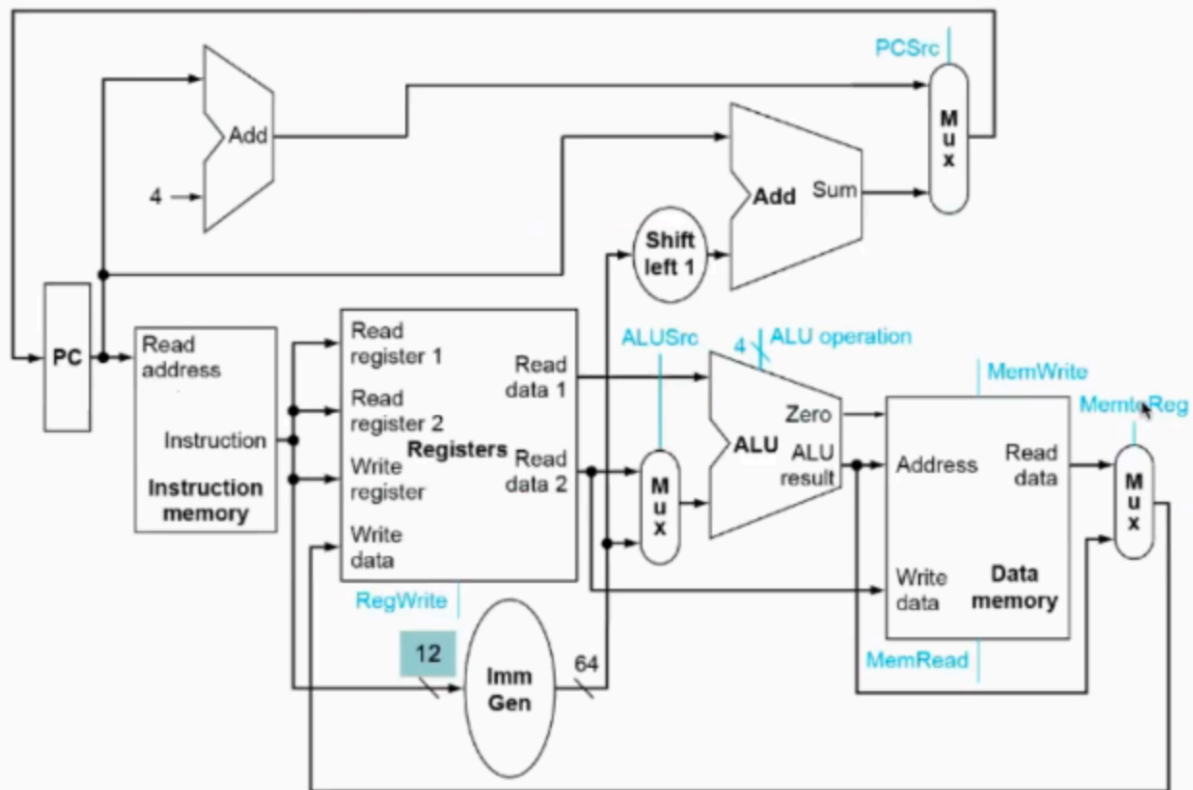 PCSrc
M
u
x
Add
4
Add Sum
Shift
left 1
PC
Read
address
Instruction
Instruction
memory
Read
register 1
Read
register 2
Write
register
Write
data
Registers
Read
data 1
Read
data 2
RegWrite
ALUSrc
M
u
x
4
ALU operation
Zero
ALU
ALU
result
MemWrite
Address
Read
data
Write
data
Data
memory
MemRead
M
u
x
12
Imm
Gen
64